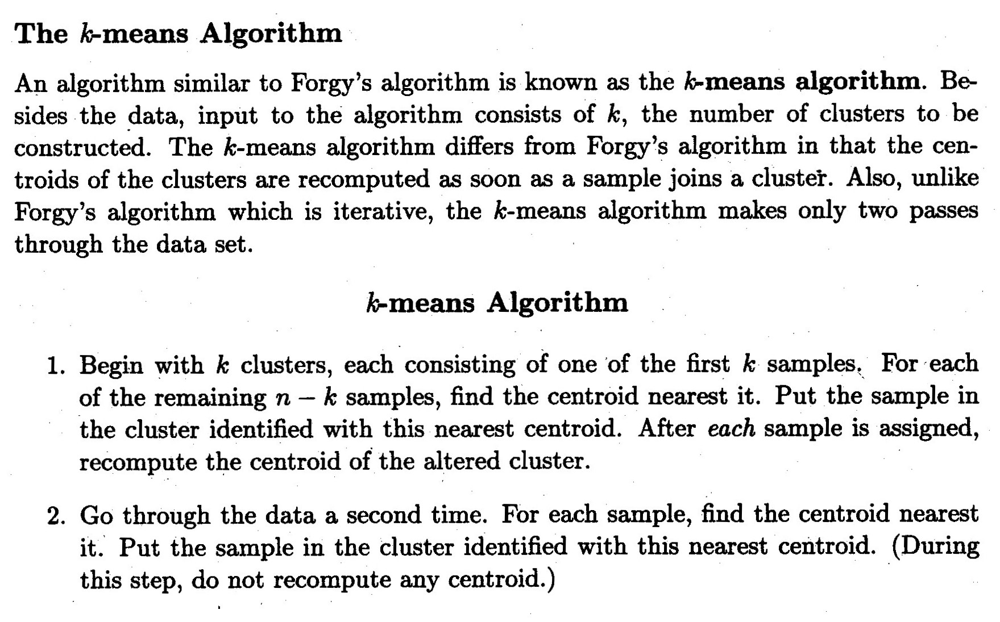 The k-means Algorithm
An algorithm similar to Forgy's algorithm is known as the k-means algorithm. Be-
sides the data, input to the algorithm consists of k, the number of clusters to be
constructed. The k-means algorithm differs from Forgy's algorithm in that the cen-
troids of the clusters are recomputed as soon as a sample joins a cluster. Also, unlike
Forgy's algorithm which is iterative, the k-means algorithm makes only two passes
through the data set.
k-means Algorithm
1. Begin with k clusters, each consisting of one of the first k samples. For each
of the remaining n − k samples, find the centroid nearest it. Put the sample in
the cluster identified with this nearest centroid. After each sample is assigned,
recompute the centroid of the altered cluster.
2. Go through the data a second time. For each sample, find the centroid nearest
it. Put the sample in the cluster identified with this nearest centroid. (During
this step, do not recompute any centroid.)